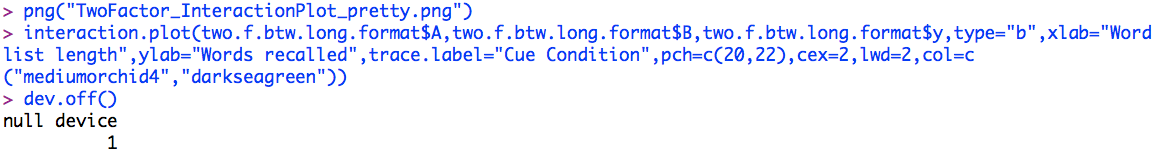 > png("TwoFactor_InteractionPlot_pretty.png")
> interaction.plot(two.f.btw.long.format$A,two.f.btw.long.format$B,two.f.btw.long.format$y,type="b",xlab="Word
list length",ylab="Words recalled",trace.label="Cue Condition",pch=c(20,22),cex=2,lwd=2,col=c
("mediumorchid4","darkseagreen"))
> dev.off()
null device
          1